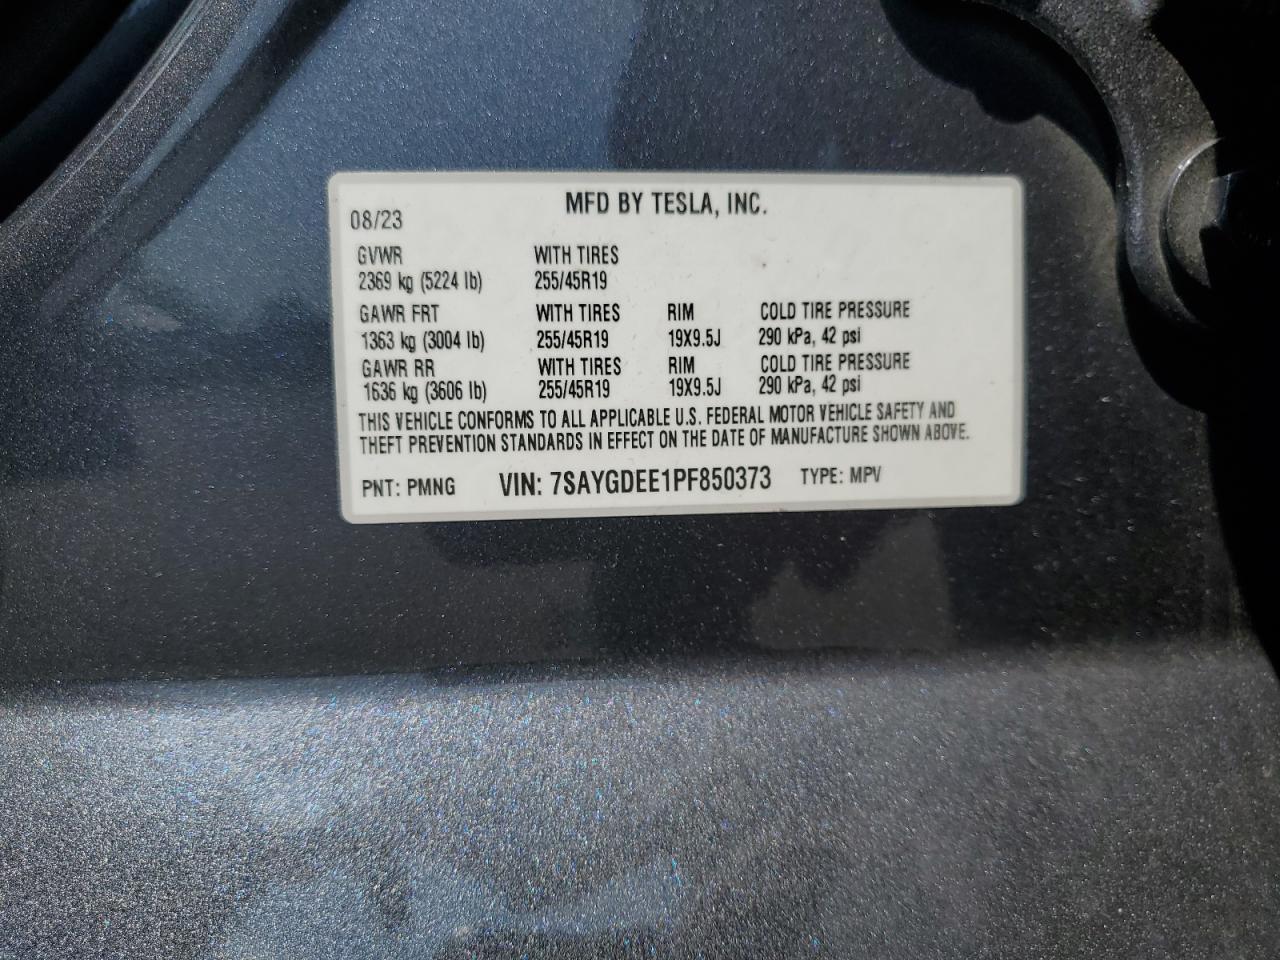 MFD BY TESLA, INC.
08/23
GVWR WITH TIRES
2369 kg (5224 lb) 255/45R19
GAWR FRT WITH TIRES RIM COLD TIRE PRESSURE
1363 kg (3004 lb) 255/45R19 19X9.5J 290 kPa, 42 psi
GAWR RR WITH TIRES RIM COLD TIRE PRESSURE
1636 kg (3606 lb) 255/45R19 19X9.5J 290 kPa, 42 psi
THIS VEHICLE CONFORMS TO ALL APPLICABLE U.S. FEDERAL MOTOR VEHICLE SAFETY AND
THEFT PREVENTION STANDARDS IN EFFECT ON THE DATE OF MANUFACTURE SHOWN ABOVE.
PNT: PMNG VIN: 7SAYGDEE1PF850373 TYPE: MPV